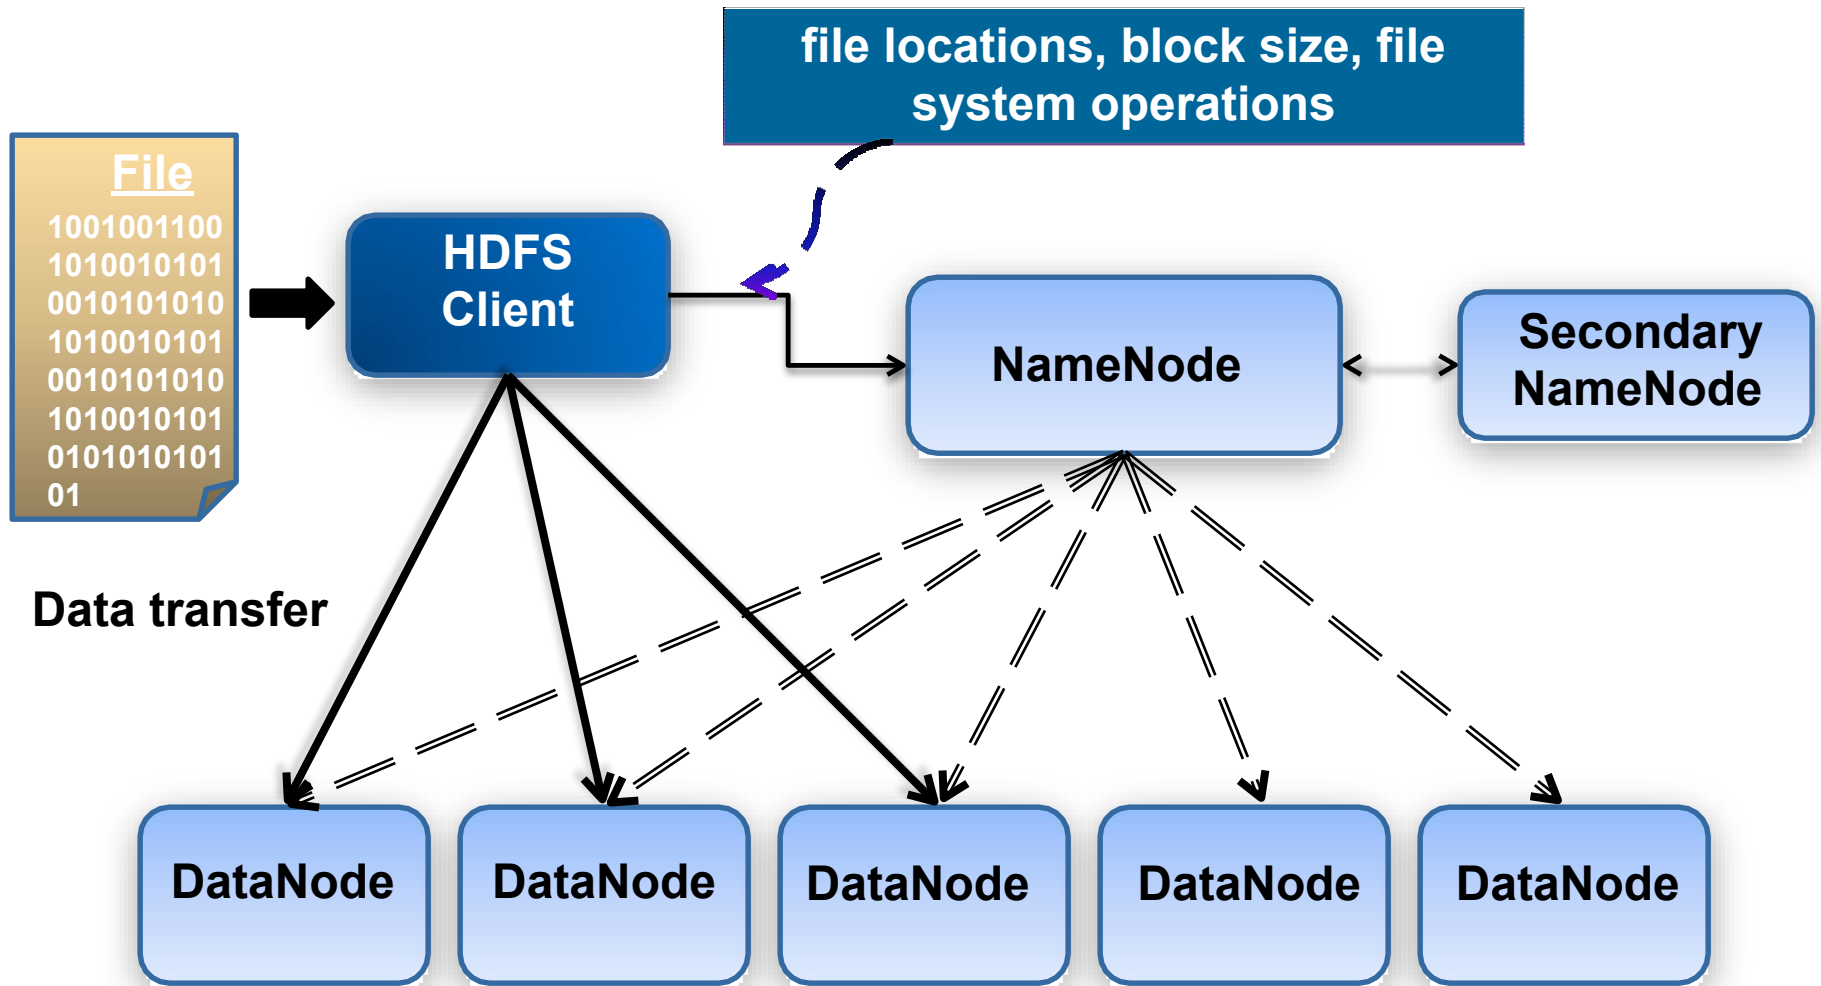 file locations, block size, file
system operations
File
1001001100
1010010101
0010101010
1010010101
0010101010
1010010101
0101010101
01
HDFS
Client
NameNode
Secondary
NameNode
Data transfer
DataNode
DataNode
DataNode
DataNode
DataNode